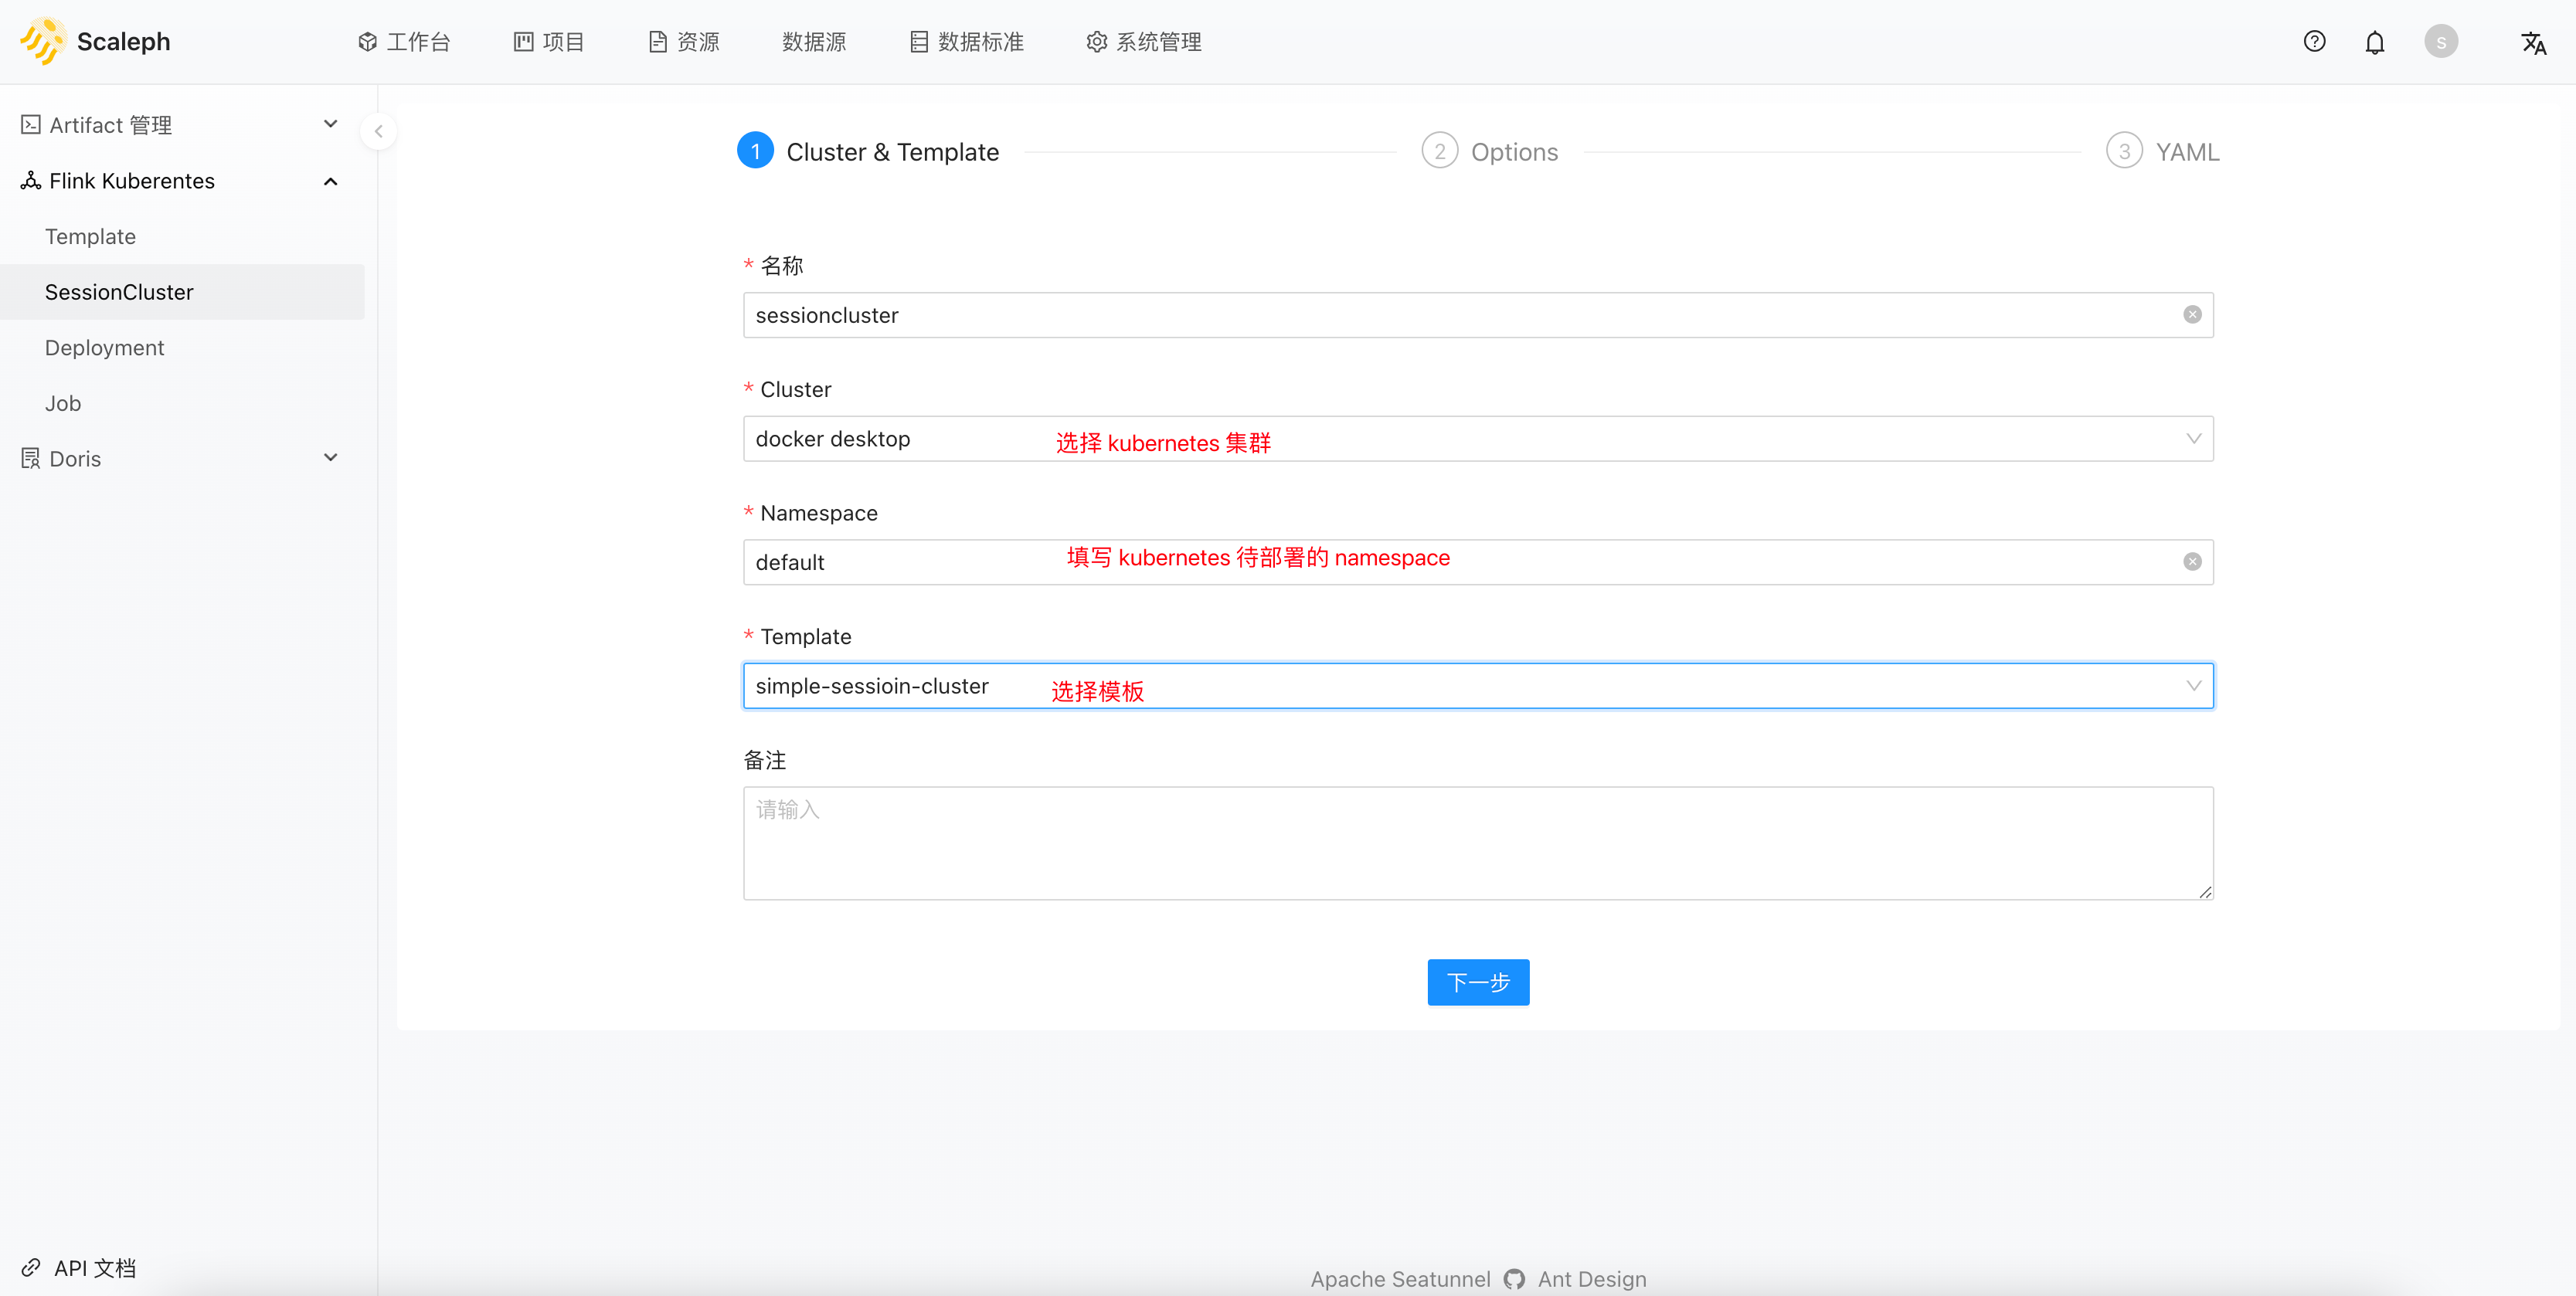 Scaleph
工作台
项目
资源
数据源
数据标准
系统管理
S
Artifact 管理
Flink Kuberentes
Template
SessionCluster
Deployment
Job
Doris
API 文档
1 Cluster & Template
2 Options
3 YAML
* 名称
sessioncluster
* Cluster
docker desktop 选择 kubernetes 集群
* Namespace
default 填写 kubernetes 待部署的 namespace
* Template
simple-sessioin-cluster 选择模板
备注
请输入
下一步
Apache Seatunnel Ant Design